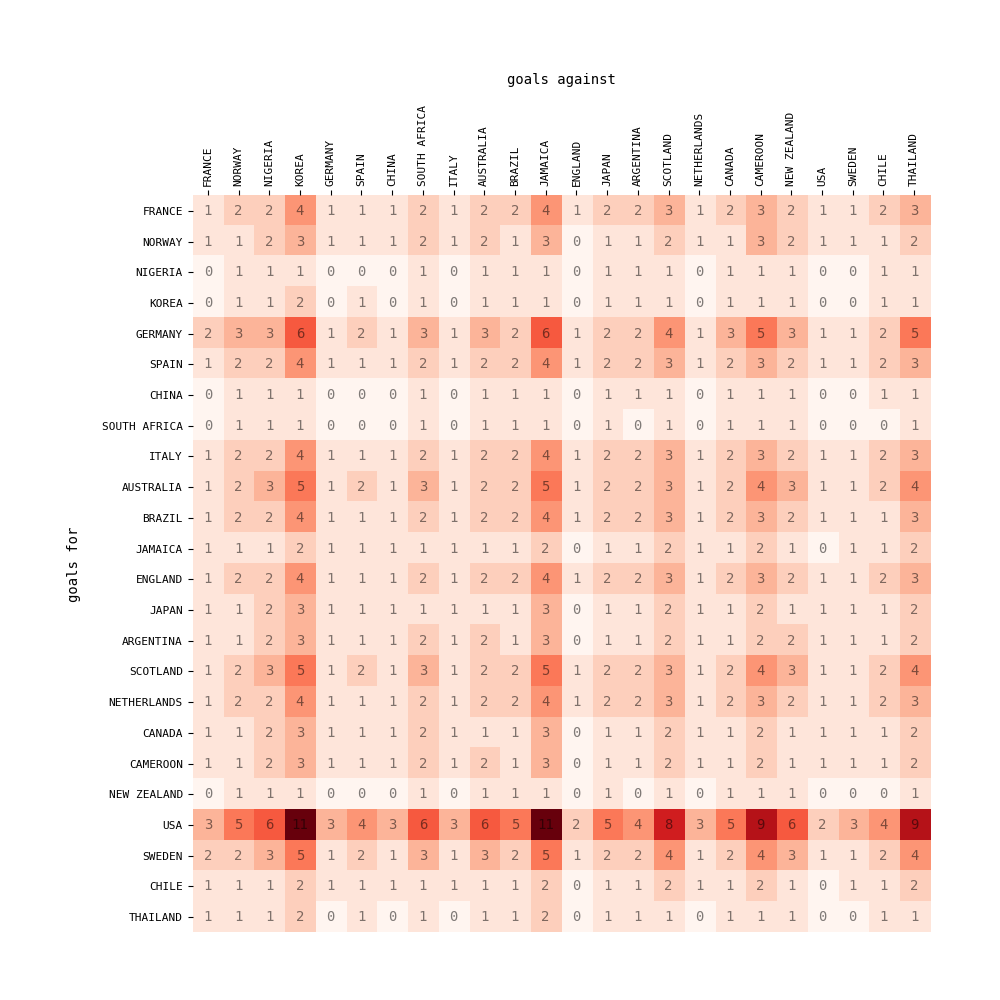 goals against
FRANCE NORWAY NIGERIA KOREA GERMANY SPAIN CHINA SOUTH AFRICA ITALY AUSTRALIA BRAZIL JAMAICA ENGLAND JAPAN ARGENTINA SCOTLAND NETHERLANDS CANADA CAMEROON NEW ZEALAND USA SWEDEN CHILE THAILAND
goals for
FRANCE 1 2 2 4 1 1 1 2 1 2 2 4 1 2 2 3 1 2 3 2 1 1 2 3
NORWAY 1 1 2 3 1 1 1 2 1 2 1 3 0 1 1 2 1 1 3 2 1 1 1 2
NIGERIA 0 1 1 1 0 0 0 1 0 1 1 1 0 1 1 1 0 1 1 1 0 0 1 1
KOREA 0 1 1 2 0 1 0 1 0 1 1 1 0 1 1 1 0 1 1 1 0 0 1 1
GERMANY 2 3 3 6 1 2 1 3 1 3 2 6 1 2 2 4 1 3 5 3 1 1 2 5
SPAIN 1 2 2 4 1 1 1 2 1 2 2 4 1 2 2 3 1 2 3 2 1 1 2 3
CHINA 0 1 1 1 0 0 0 1 0 1 1 1 0 1 1 1 0 1 1 1 0 0 1 1
SOUTH AFRICA 0 1 1 1 0 0 0 1 0 1 1 1 0 1 0 1 0 1 1 1 0 0 0 1
ITALY 1 2 2 4 1 1 1 2 1 2 2 4 1 2 2 3 1 2 3 2 1 1 2 3
AUSTRALIA 1 2 3 5 1 2 1 3 1 2 2 5 1 2 2 3 1 2 4 3 1 1 2 4
BRAZIL 1 2 2 4 1 1 1 2 1 2 2 4 1 2 2 3 1 2 3 2 1 1 1 3
JAMAICA 1 1 1 2 1 1 1 1 1 1 1 2 0 1 1 2 1 1 2 1 0 1 1 2
ENGLAND 1 2 2 4 1 1 1 2 1 2 2 4 1 2 2 3 1 2 3 2 1 1 2 3
JAPAN 1 1 2 3 1 1 1 1 1 1 1 3 0 1 1 2 1 1 2 1 1 1 1 2
ARGENTINA 1 1 2 3 1 1 1 2 1 2 1 3 0 1 1 2 1 1 2 2 1 1 1 2
SCOTLAND 1 2 3 5 1 2 1 3 1 2 2 5 1 2 2 3 1 2 4 3 1 1 2 4
NETHERLANDS 1 2 2 4 1 1 1 2 1 2 2 4 1 2 2 3 1 2 3 2 1 1 2 3
CANADA 1 1 2 3 1 1 1 2 1 1 1 3 0 1 1 2 1 1 2 1 1 1 1 2
CAMEROON 1 1 2 3 1 1 1 2 1 2 1 3 0 1 1 2 1 1 2 1 1 1 1 2
NEW ZEALAND 0 1 1 1 0 0 0 1 0 1 1 1 0 1 0 1 0 1 1 1 0 0 0 1
USA 3 5 6 11 3 4 3 6 3 6 5 11 2 5 4 8 3 5 9 6 2 3 4 9
SWEDEN 2 2 3 5 1 2 1 3 1 3 2 5 1 2 2 4 1 2 4 3 1 1 2 4
CHILE 1 1 1 2 1 1 1 1 1 1 1 2 0 1 1 2 1 1 2 1 0 1 1 2
THAILAND 1 1 1 2 0 1 0 1 0 1 1 2 0 1 1 1 0 1 1 1 0 0 1 1